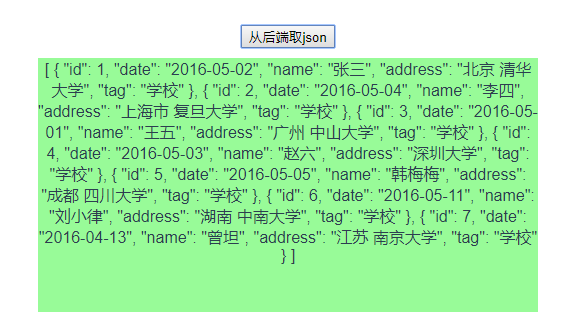 从后端取json
[ { "id": 1, "date": "2016-05-02", "name": "张三", "address": "北京 清华
大学", "tag": "学校" }, { "id": 2, "date": "2016-05-04", "name": "李四",
"address": "上海市 复旦大学", "tag": "学校" }, { "id": 3, "date": "2016-05-
01", "name": "王五", "address": "广州 中山大学", "tag": "学校" }, { "id":
4, "date": "2016-05-03", "name": "赵六", "address": "深圳大学", "tag":
"学校" }, { "id": 5, "date": "2016-05-05", "name": "韩梅梅", "address":
"成都 四川大学", "tag": "学校" }, { "id": 6, "date": "2016-05-11", "name":
"刘小律", "address": "湖南 中南大学", "tag": "学校" }, { "id": 7, "date":
"2016-04-13", "name": "曾坦", "address": "江苏 南京大学", "tag": "学校"
} ]